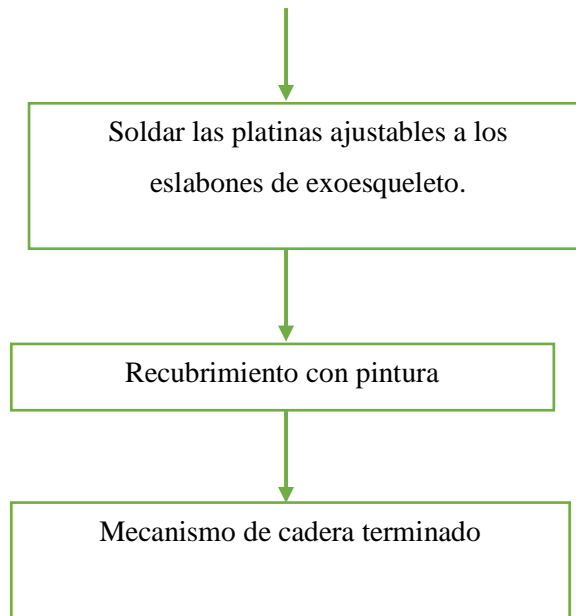 Soldar las platinas ajustables a los
eslabones de exoesqueleto.
Recubrimiento con pintura
Mecanismo de cadera terminado